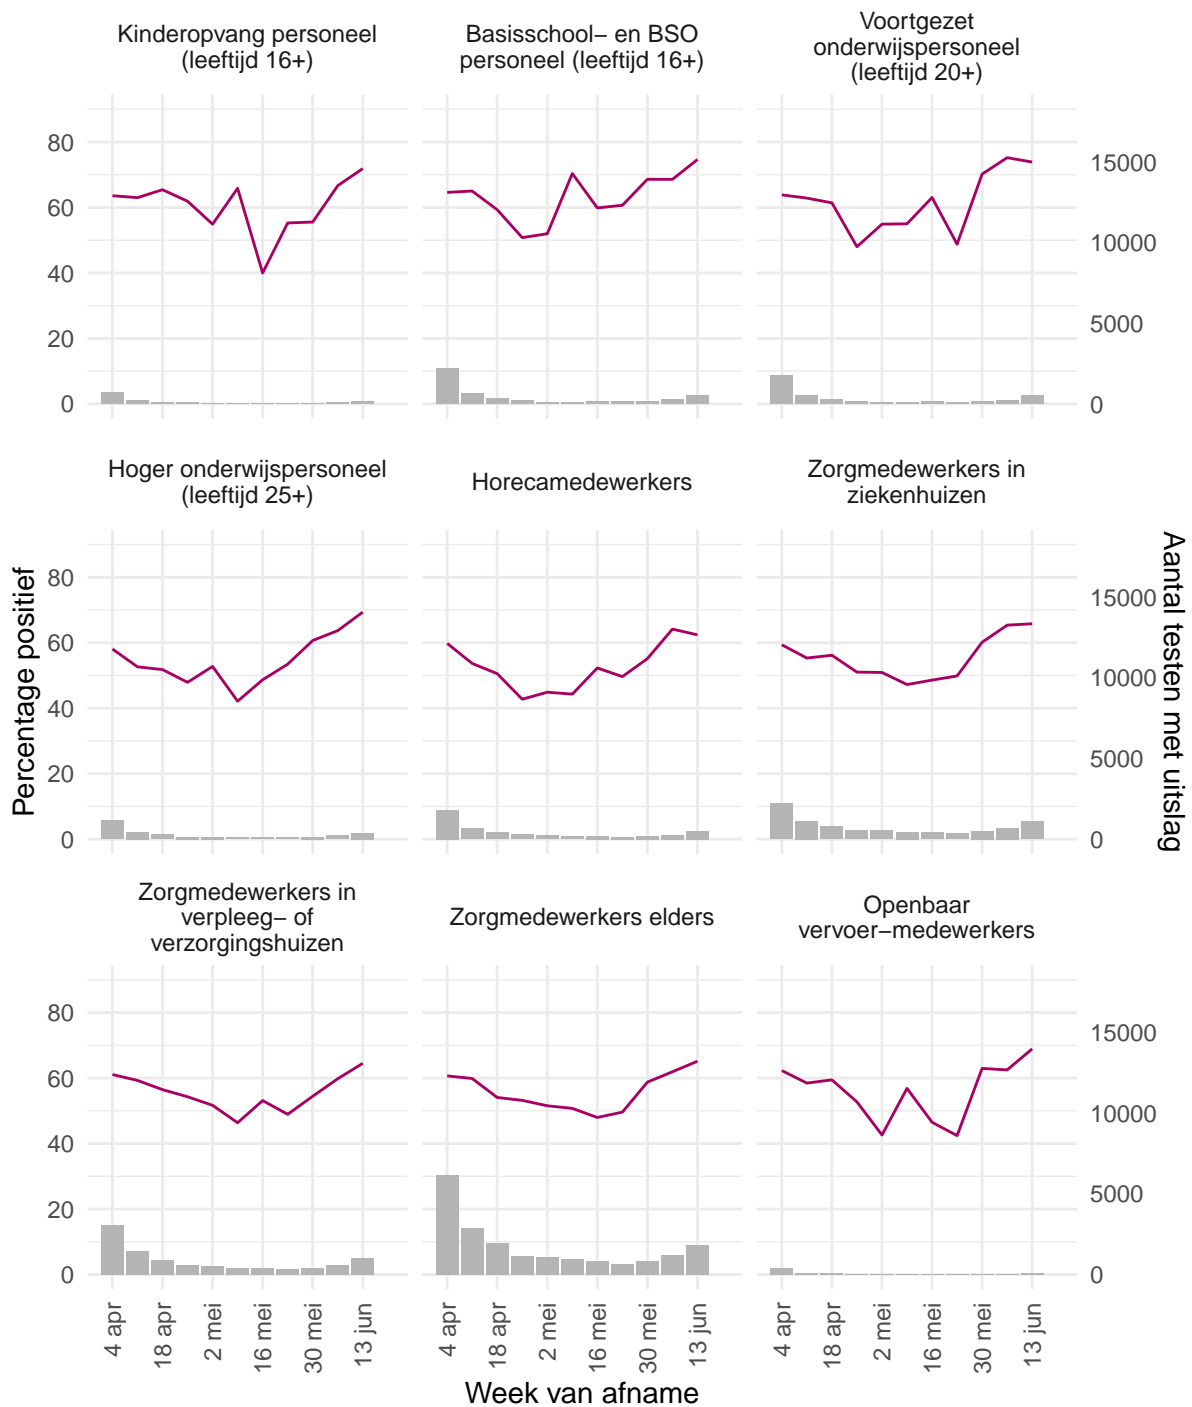 Kinderopvang personeel
(leeftijd 16+)
Basisschool– en BSO
personeel (leeftijd 16+)
Voortgezet
onderwijspersoneel
(leeftijd 20+)
80
60
40
20
0
15000
10000
5000
0
Hoger onderwijspersoneel
(leeftijd 25+)
Horecamedewerkers
Zorgmedewerkers in
ziekenhuizen
Percentage positief
80
60
40
20
0
15000
10000
5000
0
Aantal testen met uitslag
Zorgmedewerkers in
verpleeg– of
verzorgingshuizen
Zorgmedewerkers elders
Openbaar
vervoer–medewerkers
80
60
40
20
0
15000
10000
5000
0
4 apr
18 apr
2 mei
16 mei
30 mei
13 jun
4 apr
18 apr
2 mei
16 mei
30 mei
13 jun
4 apr
18 apr
2 mei
16 mei
30 mei
13 jun
Week van afname